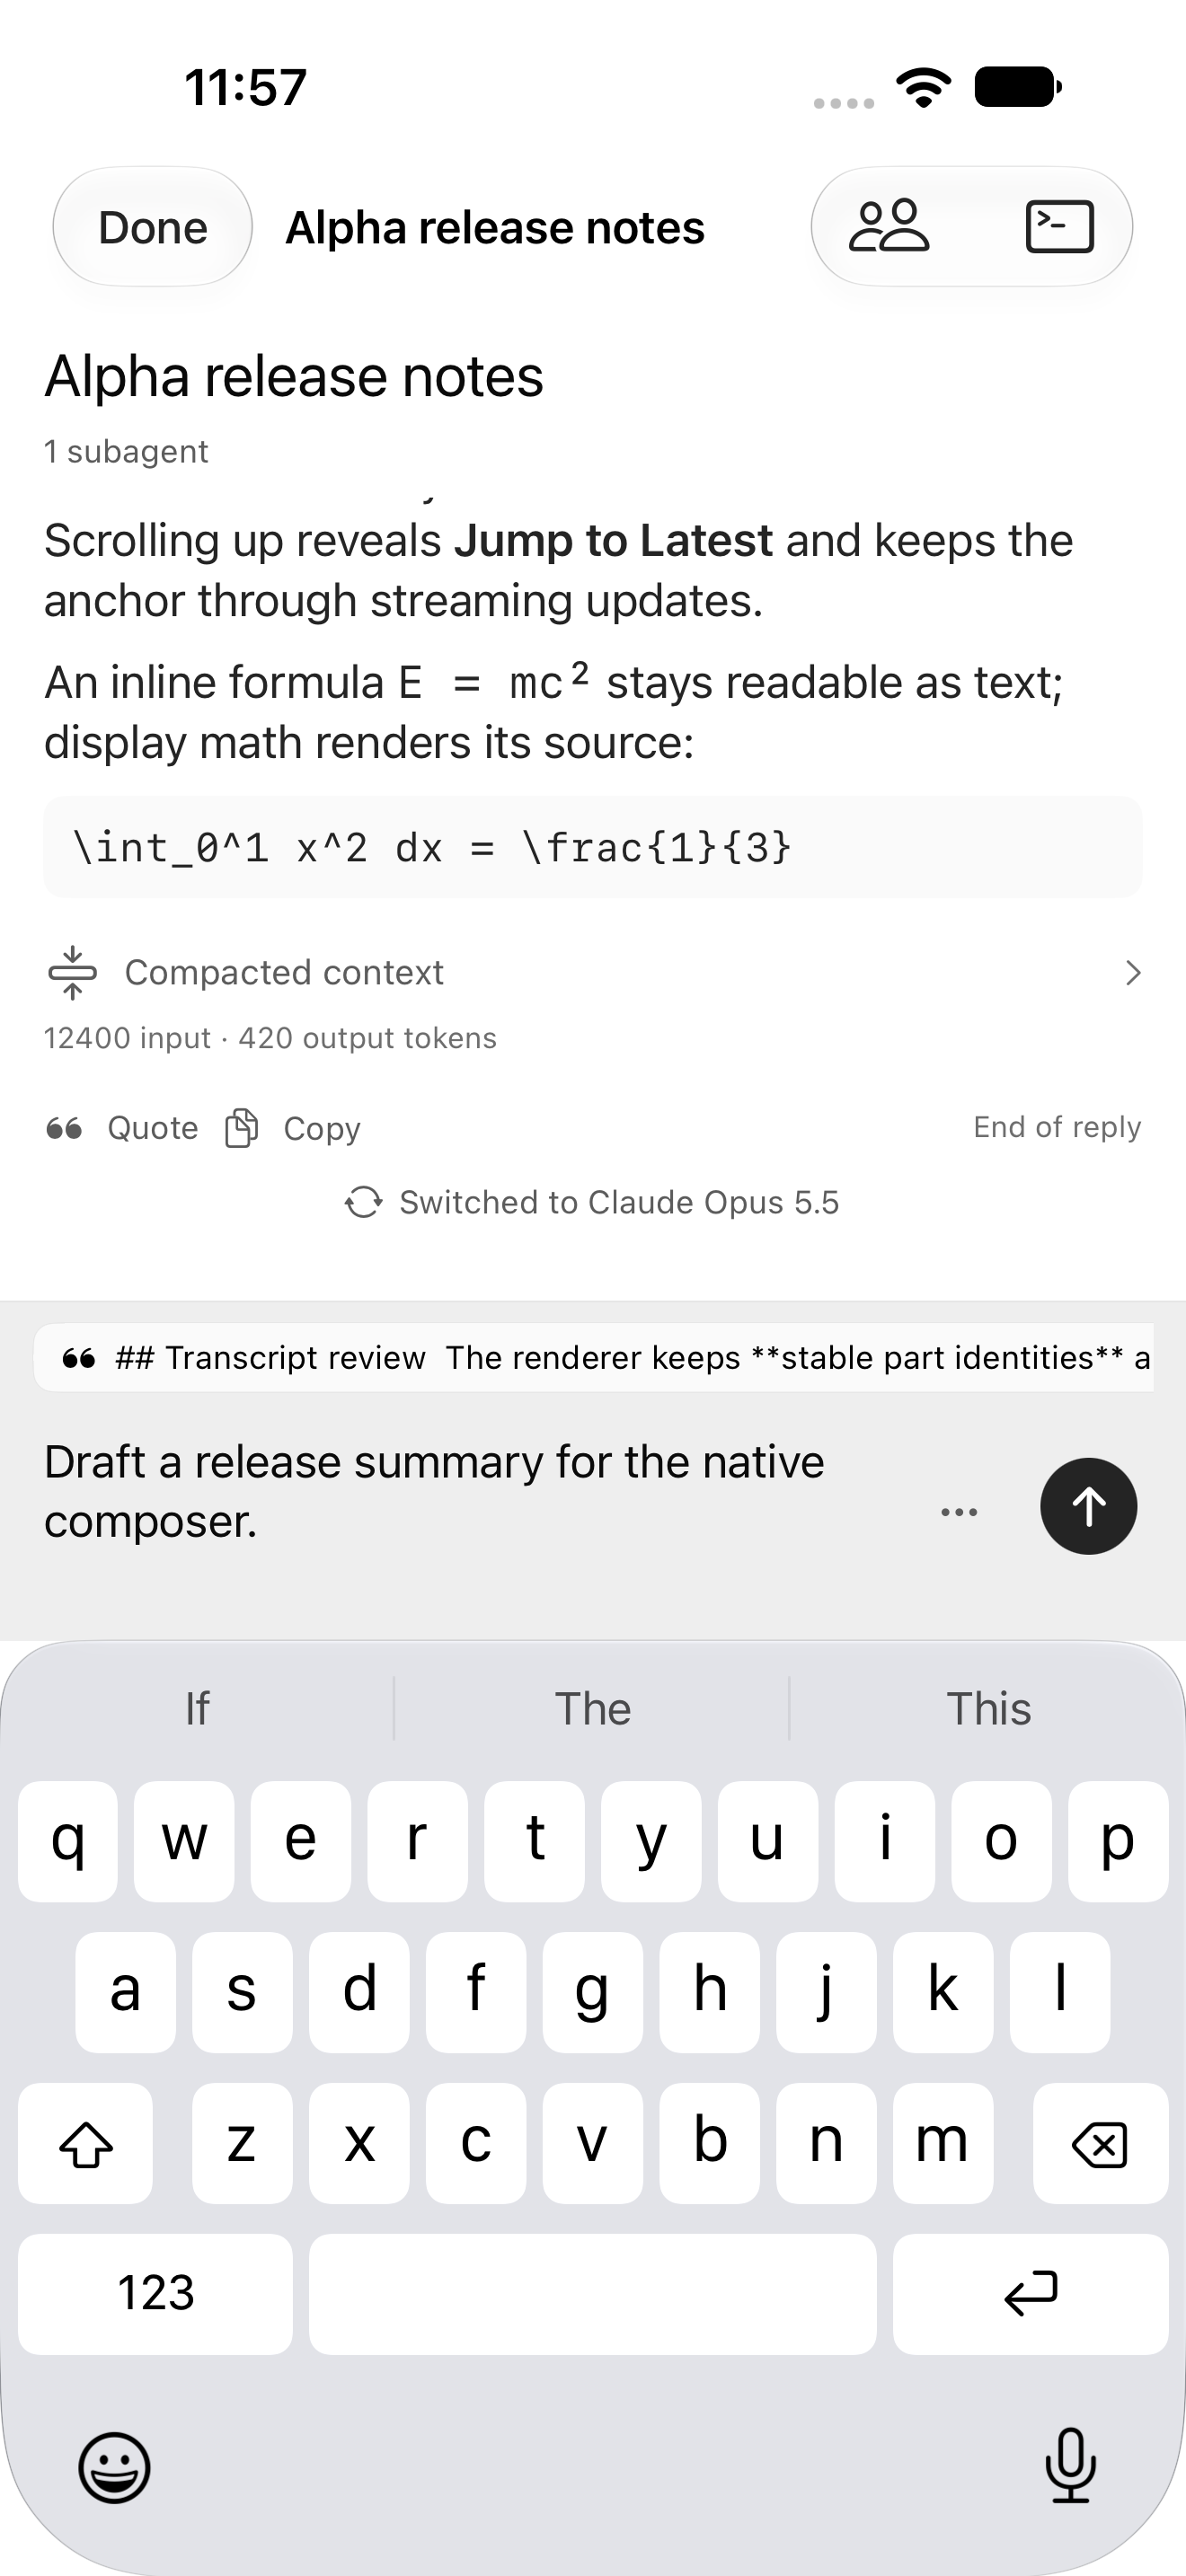 11:57
Done
Alpha release notes
Alpha release notes
1 subagent
Scrolling up reveals Jump to Latest and keeps the
anchor through streaming updates.
An inline formula E = mc² stays readable as text;
display math renders its source:
\int_0^1 x^2 dx = \frac{1}{3}
Compacted context
12400 input · 420 output tokens
Quote
Copy
End of reply
Switched to Claude Opus 5.5
## Transcript review  The renderer keeps **stable part identities** a
Draft a release summary for the native
composer.
If
The
This
q w e r t y u i o p
a s d f g h j k l
z x c v b n m
123